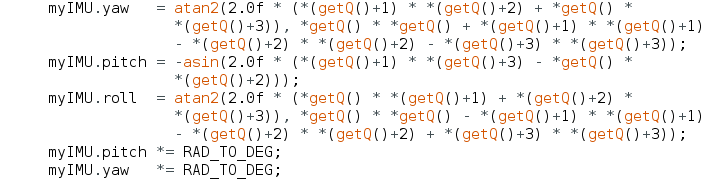 myIMU.yaw   = atan2(2.0f * (*(getQ()+1) * *(getQ()+2) + *getQ() *
              *(getQ()+3)), *getQ() * *getQ() + *(getQ()+1) * *(getQ()+1)
              - *(getQ()+2) * *(getQ()+2) - *(getQ()+3) * *(getQ()+3));
myIMU.pitch = -asin(2.0f * (*(getQ()+1) * *(getQ()+3) - *getQ() *
              *(getQ()+2)));
myIMU.roll  = atan2(2.0f * (*getQ() * *(getQ()+1) + *(getQ()+2) *
              *(getQ()+3)), *getQ() * *getQ() - *(getQ()+1) * *(getQ()+1)
              - *(getQ()+2) * *(getQ()+2) + *(getQ()+3) * *(getQ()+3));
myIMU.pitch *= RAD_TO_DEG;
myIMU.yaw   *= RAD_TO_DEG;